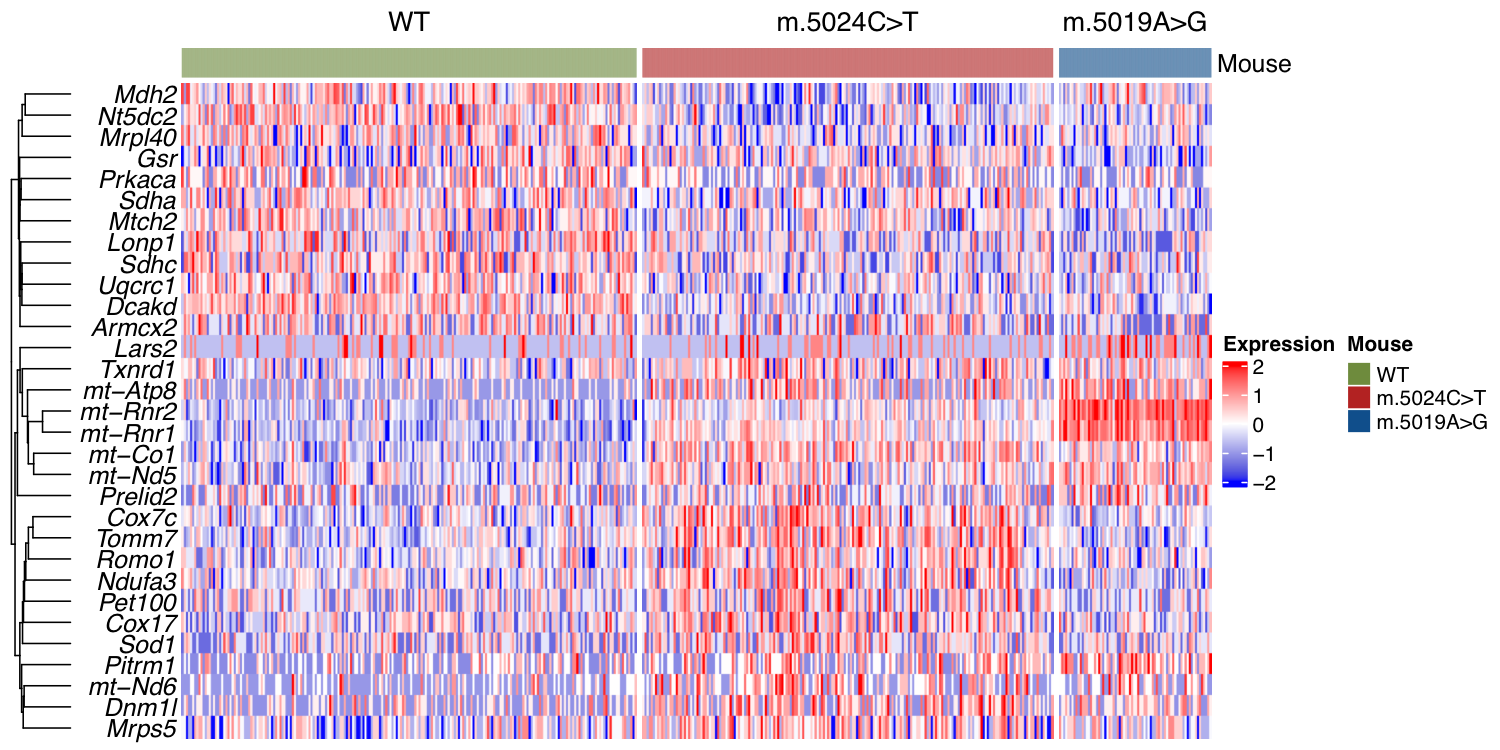 WT m.5024C>T m.5019A>G
Mouse
Mdh2
Nt5dc2
Mrpl40
Gsr
Prkaca
Sdha
Mtch2
Lonp1
Sdhc
Uqcrc1
Dcakd
Armcx2
Lars2
Txnrd1
mt−Atp8
mt−Rnr2
mt−Rnr1
mt−Co1
mt−Nd5
Prelid2
Cox7c
Tomm7
Romo1
Ndufa3
Pet100
Cox17
Sod1
Pitrm1
mt−Nd6
Dnm1l
Mrps5
Expression
2
1
0
−1
−2
Mouse
WT
m.5024C>T
m.5019A>G